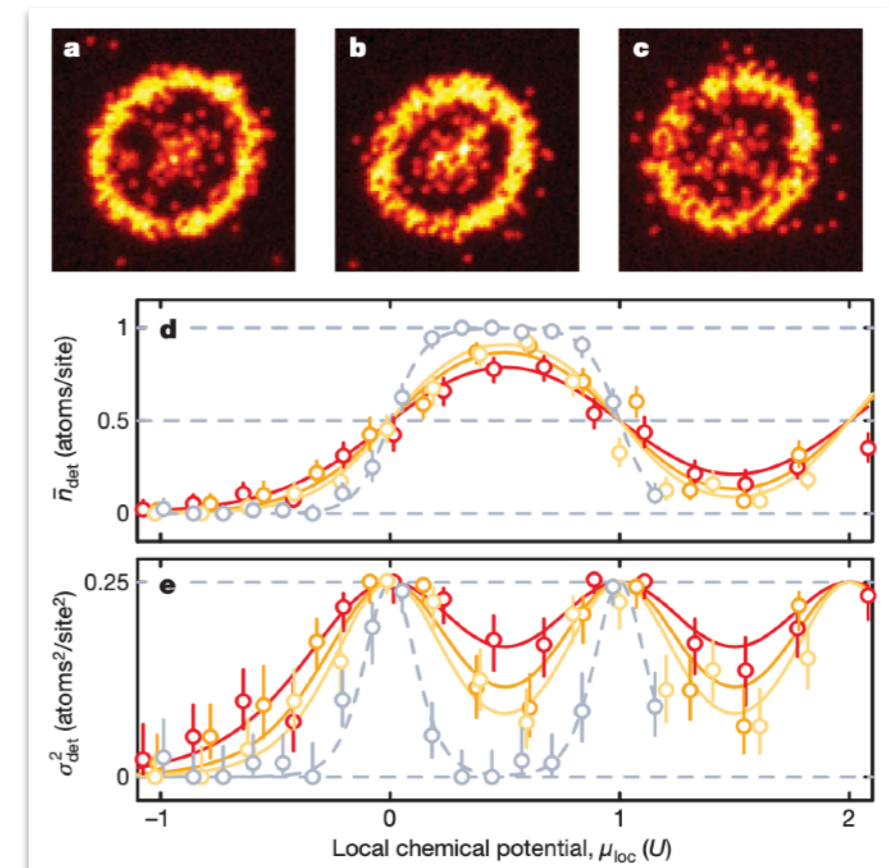 a
b
c
d
1
0.5
0
n̄det (atoms/site)
e
0.25
0
σ²det (atoms²/site²)
−1
0
1
2
Local chemical potential, μloc (U)